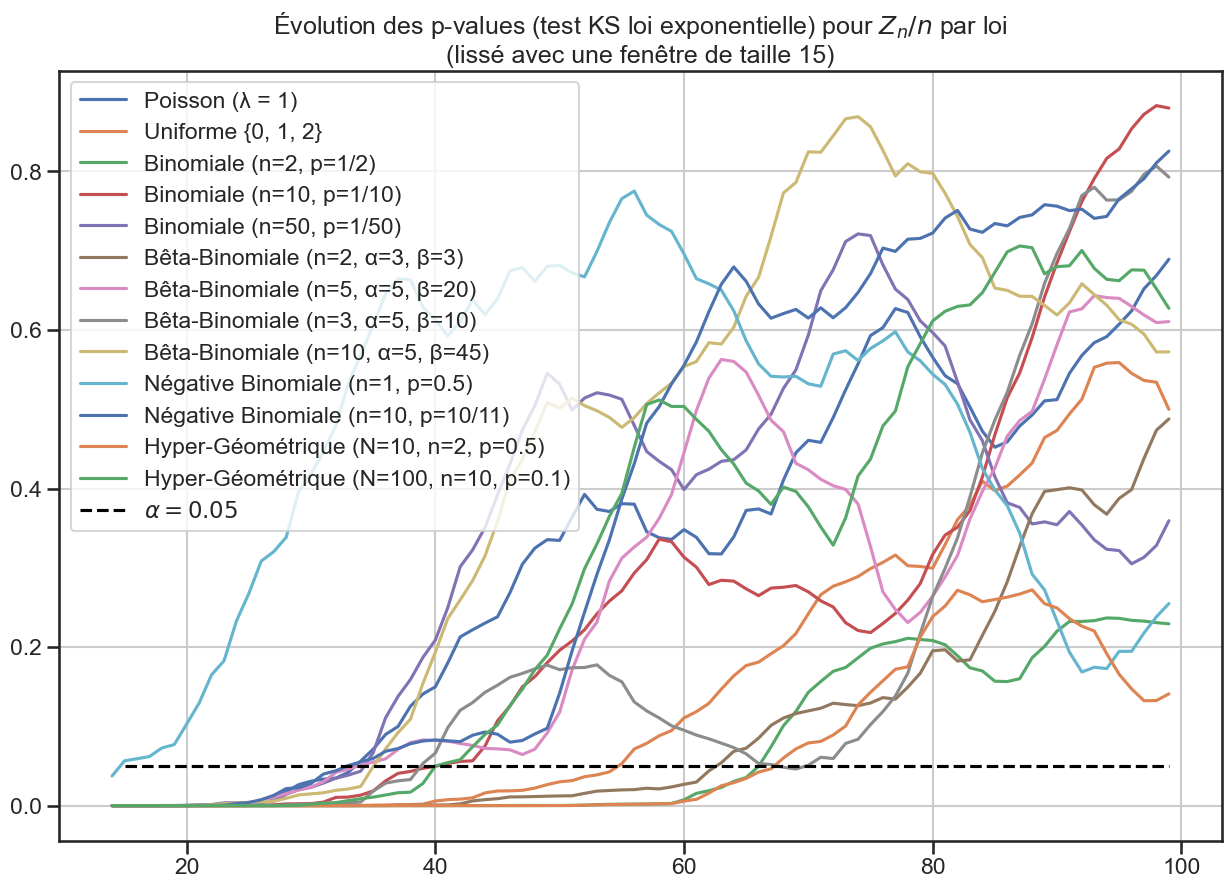 Évolution des p-values (test KS loi exponentielle) pour $Z_n/n$ par loi
(lissé avec une fenêtre de taille 15)
Poisson (λ = 1)
Uniforme {0, 1, 2}
Binomiale (n=2, p=1/2)
Binomiale (n=10, p=1/10)
Binomiale (n=50, p=1/50)
Bêta-Binomiale (n=2, α=3, β=3)
Bêta-Binomiale (n=5, α=5, β=20)
Bêta-Binomiale (n=3, α=5, β=10)
Bêta-Binomiale (n=10, α=5, β=45)
Négative Binomiale (n=1, p=0.5)
Négative Binomiale (n=10, p=10/11)
Hyper-Géométrique (N=10, n=2, p=0.5)
Hyper-Géométrique (N=100, n=10, p=0.1)
α = 0.05
0.8
0.6
0.4
0.2
0.0
20 40 60 80 100